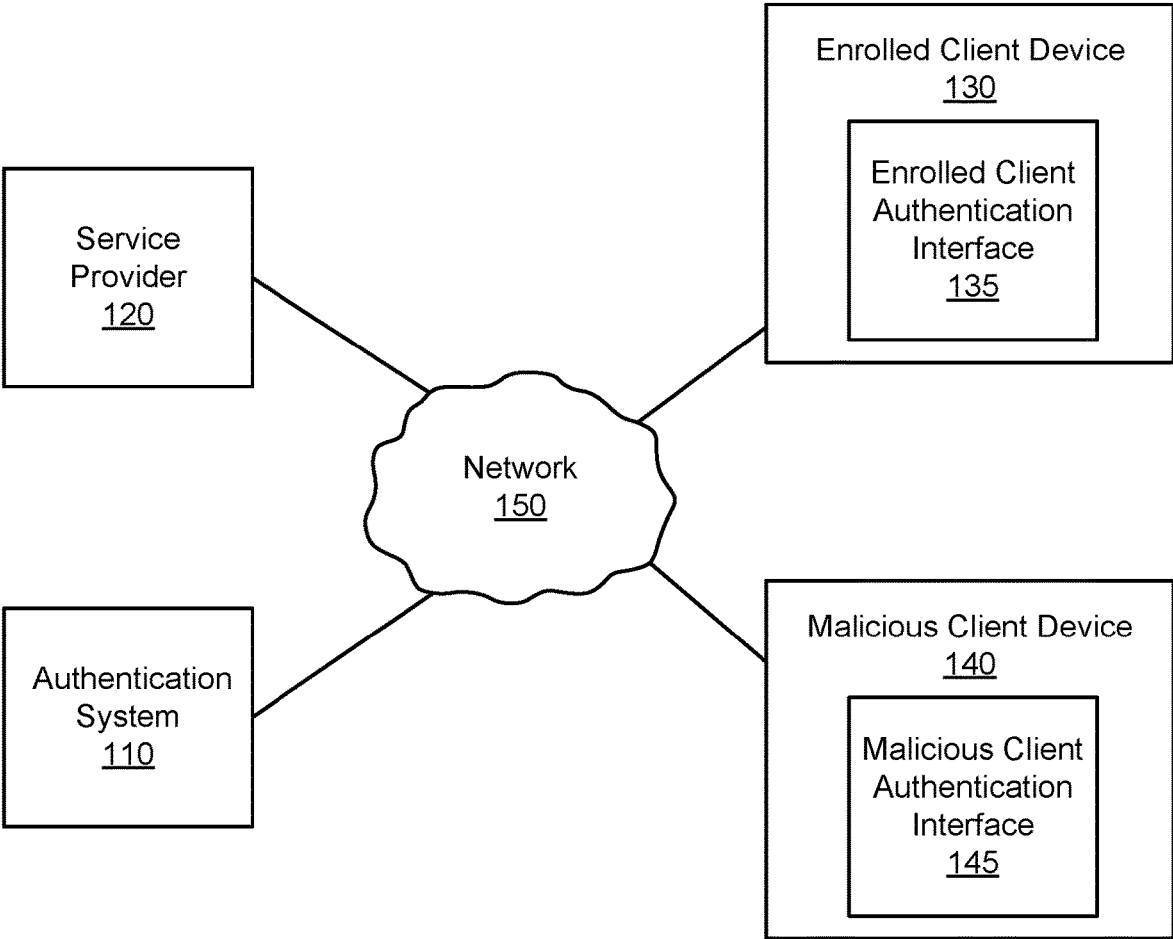 Enrolled Client Device
130
Enrolled Client
Authentication
Interface
135
Service
Provider
120
Network
150
Authentication
System
110
Malicious Client Device
140
Malicious Client
Authentication
Interface
145